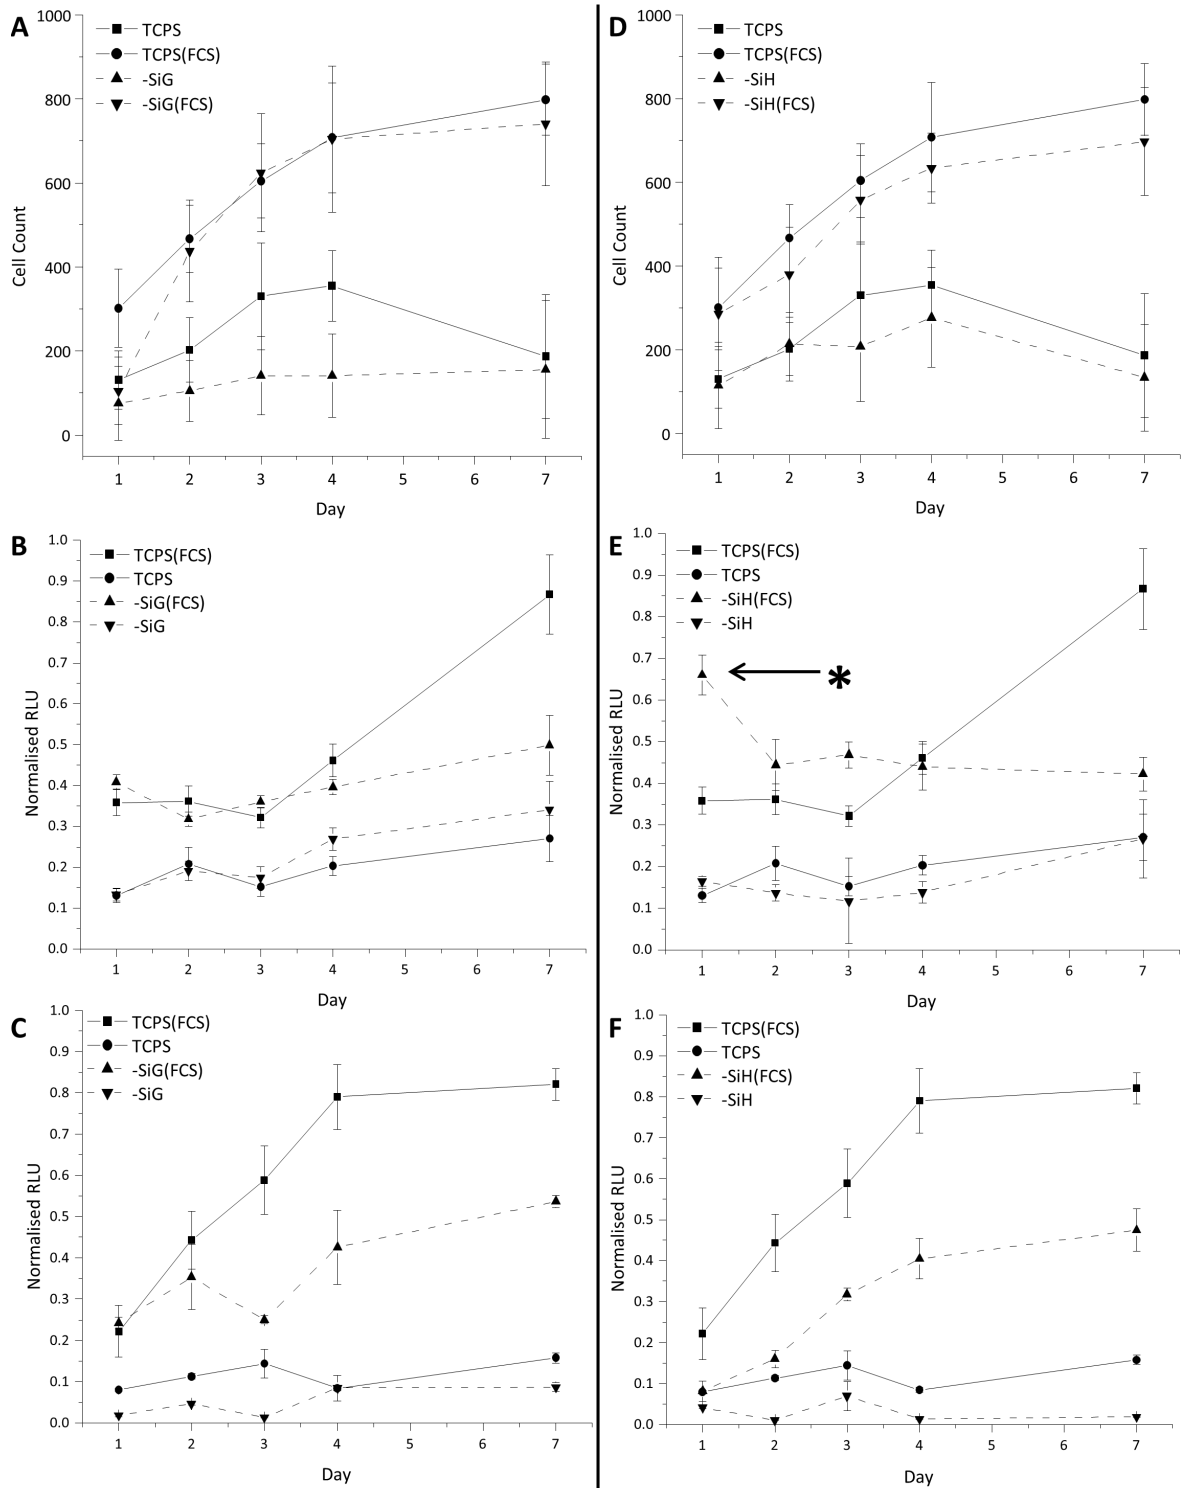 A
TCPS
TCPS(FCS)
-SiG
-SiG(FCS)
1000
800
600
400
200
0
Cell Count
1 2 3 4 5 6 7
Day
B
TCPS(FCS)
TCPS
-SiG(FCS)
-SiG
1.0
0.9
0.8
0.7
0.6
0.5
0.4
0.3
0.2
0.1
0.0
Normalised RLU
1 2 3 4 5 6 7
Day
C
TCPS(FCS)
TCPS
-SiG(FCS)
-SiG
1.0
0.9
0.8
0.7
0.6
0.5
0.4
0.3
0.2
0.1
0.0
Normalised RLU
1 2 3 4 5 6 7
Day
D
TCPS
TCPS(FCS)
-SiH
-SiH(FCS)
1000
800
600
400
200
0
Cell Count
1 2 3 4 5 6 7
Day
E
TCPS(FCS)
TCPS
-SiH(FCS)
-SiH
*
1.0
0.9
0.8
0.7
0.6
0.5
0.4
0.3
0.2
0.1
0.0
Normalised RLU
1 2 3 4 5 6 7
Day
F
TCPS(FCS)
TCPS
-SiH(FCS)
-SiH
1.0
0.9
0.8
0.7
0.6
0.5
0.4
0.3
0.2
0.1
0.0
Normalised RLU
1 2 3 4 5 6 7
Day